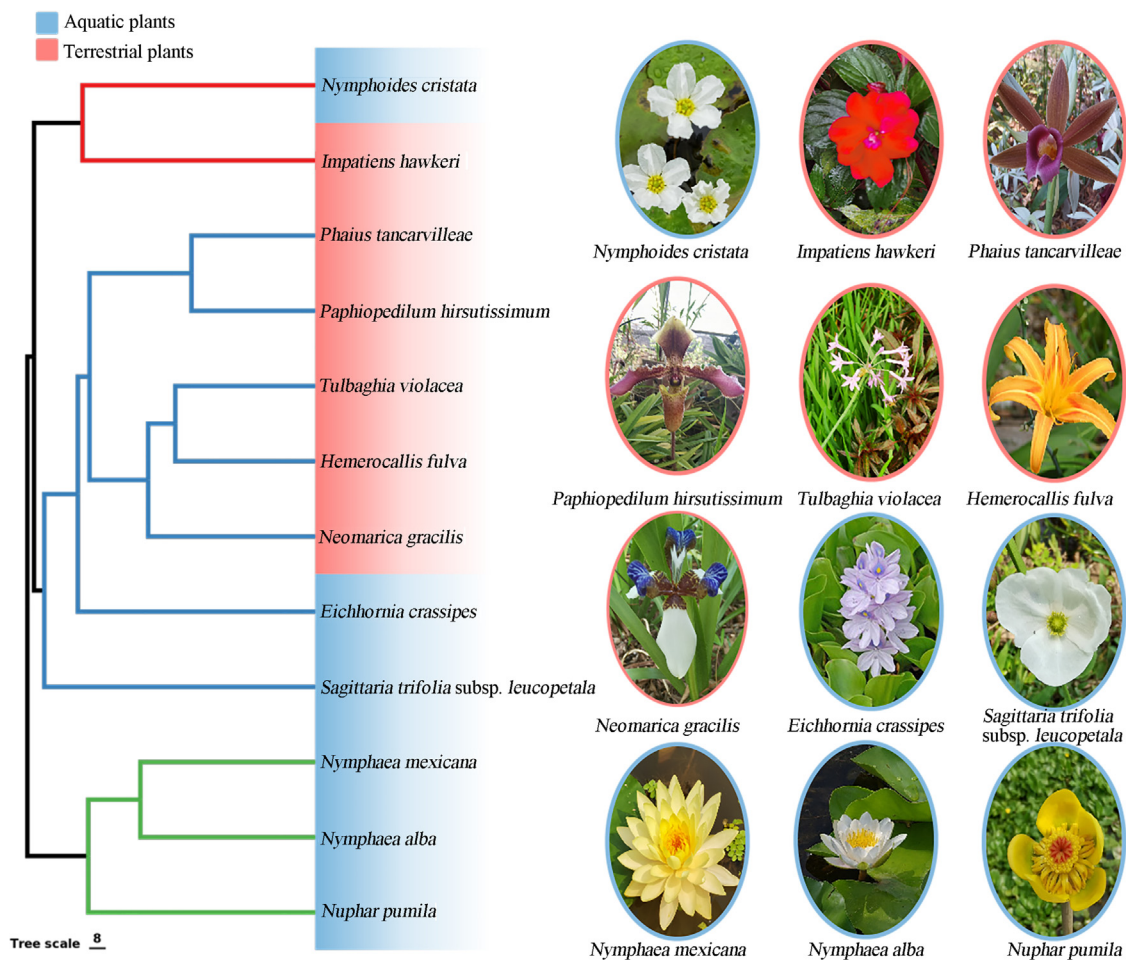 Aquatic plants
Terrestrial plants
Nymphoides cristata
Impatiens hawkeri
Phaius tancarvilleae
Paphiopedilum hirsutissimum
Tulbaghia violacea
Hemerocallis fulva
Neomarica gracilis
Eichhornia crassipes
Sagittaria trifolia subsp. leucopetala
Nymphaea mexicana
Nymphaea alba
Nuphar pumila
Tree scale 8
Nymphoides cristata
Impatiens hawkeri
Phaius tancarvilleae
Paphiopedilum hirsutissimum
Tulbaghia violacea
Hemerocallis fulva
Neomarica gracilis
Eichhornia crassipes
Sagittaria trifolia
subsp. leucopetala
Nymphaea mexicana
Nymphaea alba
Nuphar pumila